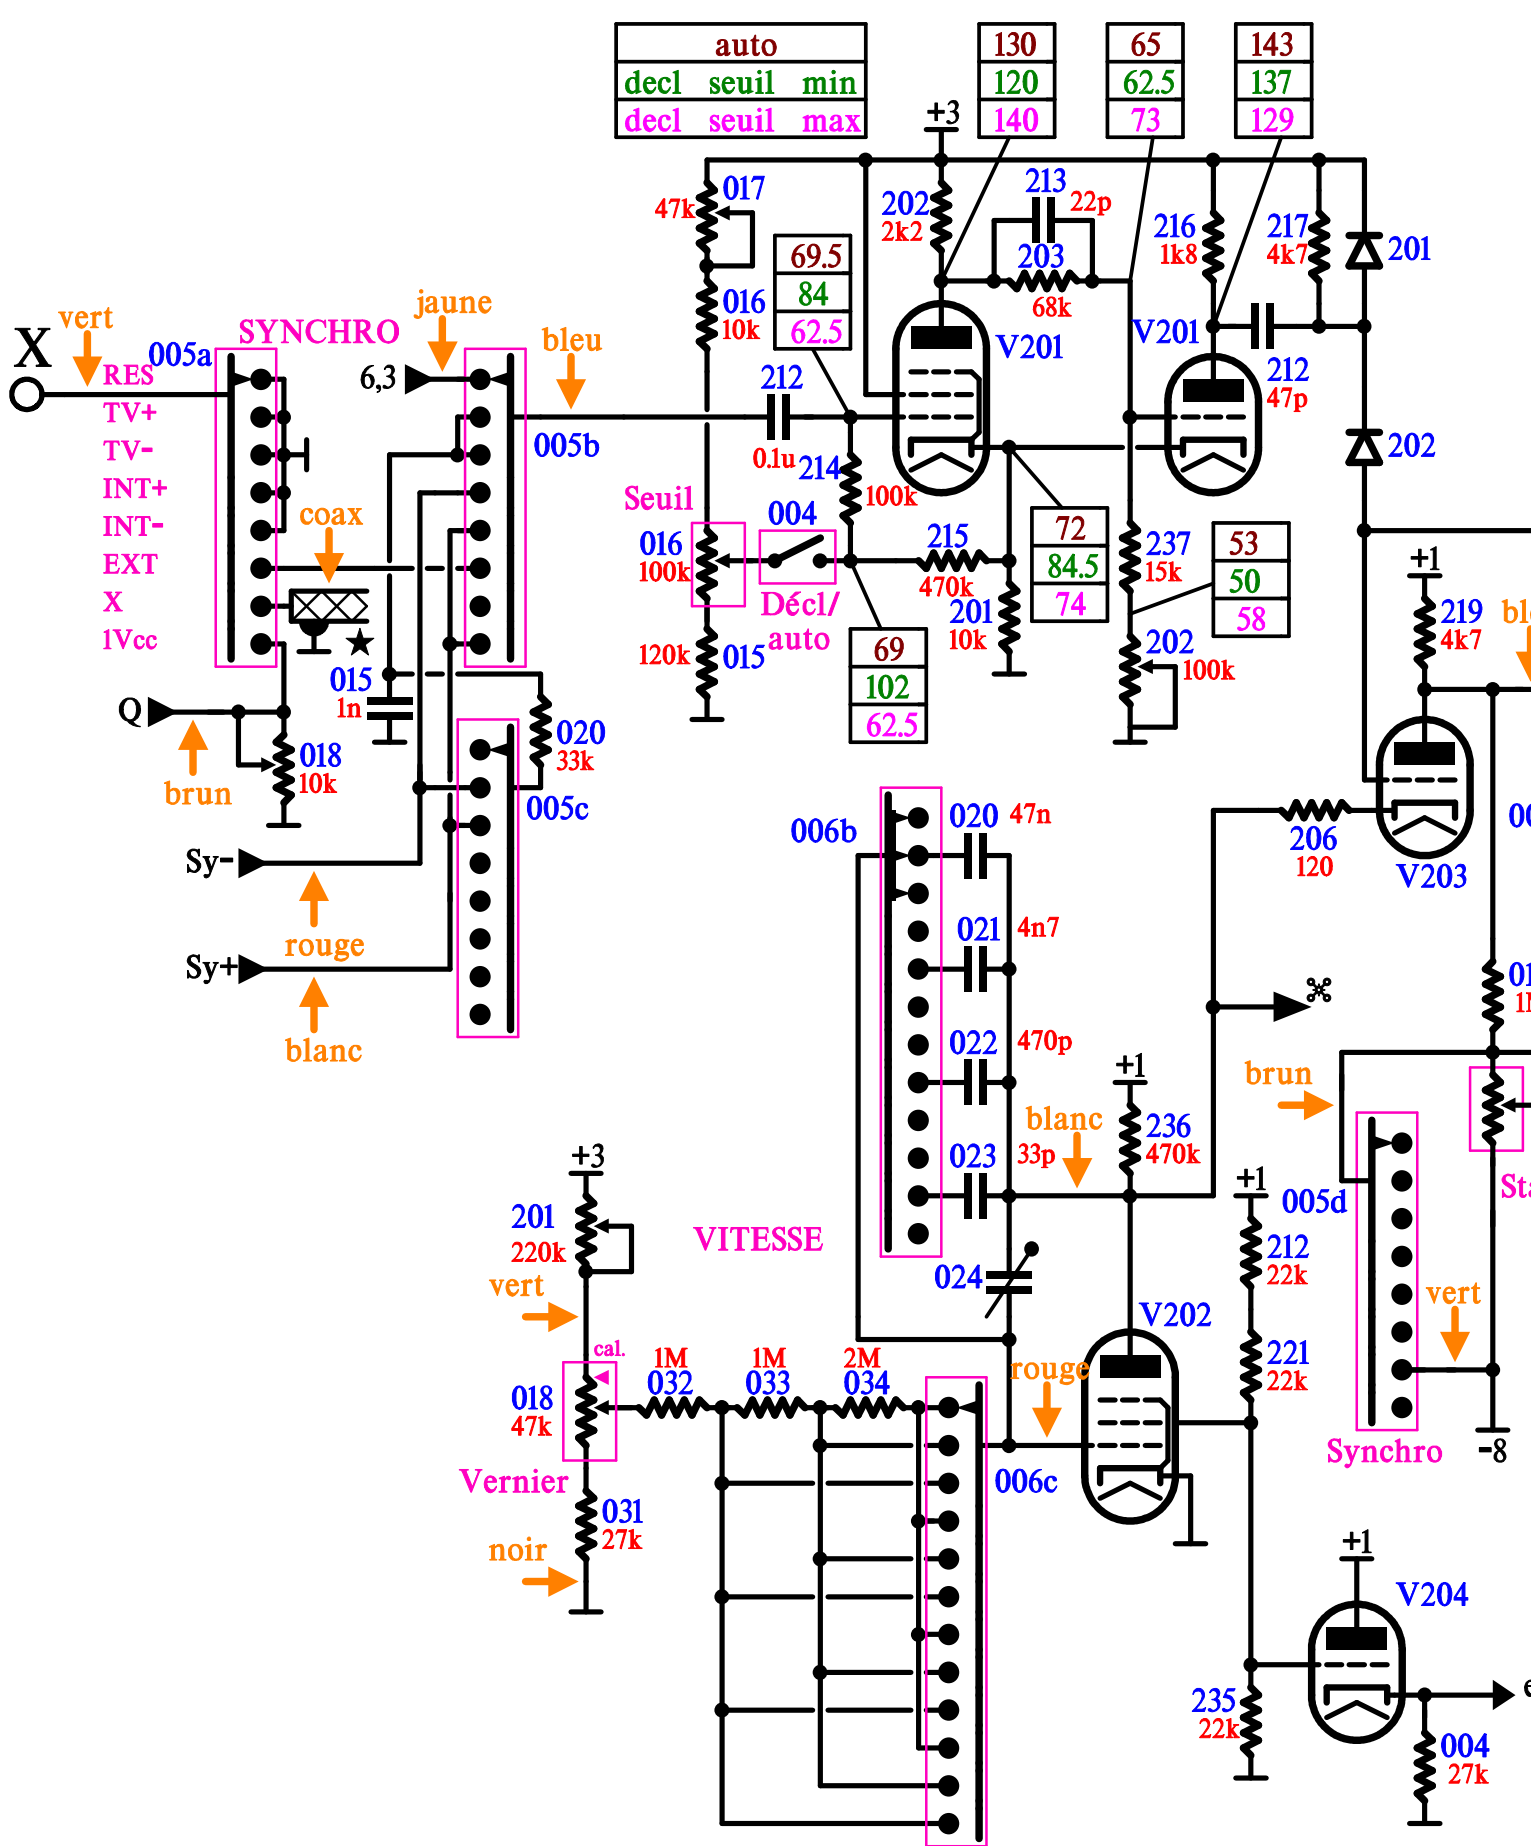 auto
decl seuil min
decl seuil max
130
120
140
65
62.5
73
143
137
129
+3
017
47k
202
2k2
213
22p
203
68k
216
1k8
217
4k7
201
69.5
84
62.5
016
10k
V201
V201
212
47p
X
vert
SYNCHRO
005a
jaune
6,3
bleu
005b
RES
TV+
TV-
INT+
INT-
EXT
X
1Vcc
coax
212
0.1u
214
100k
202
Seuil
016
100k
004
Décl/
auto
215
470k
201
10k
72
84.5
74
237
15k
53
50
58
202
100k
120k
015
69
102
62.5
+1
219
4k7
015
1n
020
33k
005c
Q
018
10k
brun
Sy-
rouge
Sy+
blanc
006b
020
47n
021
4n7
022
470p
023
33p
024
206
120
V203
brun
blanc
+1
236
470k
+1
005d
212
22k
221
22k
vert
Synchro
-8
+3
201
220k
vert
VITESSE
V202
cal.
018
47k
Vernier
1M
032
1M
033
2M
034
rouge
006c
031
27k
noir
+1
V204
235
22k
004
27k